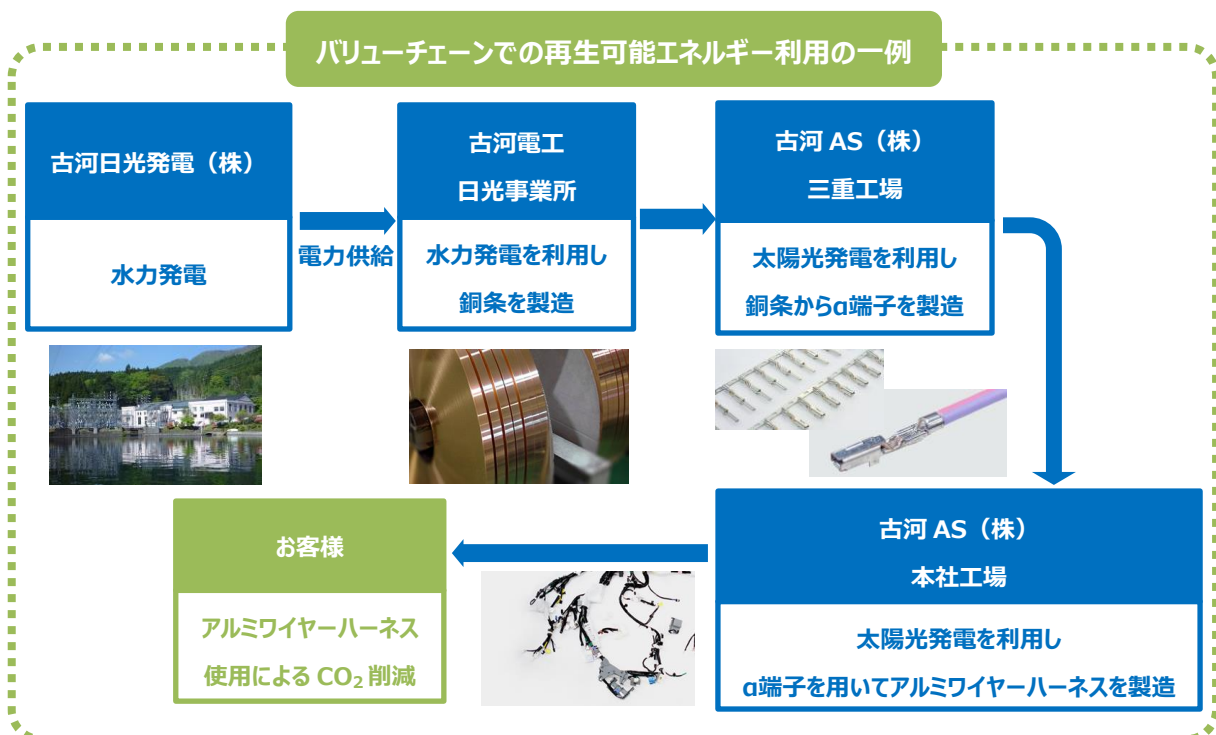 バリューチェーンでの再生可能エネルギー利用の一例
古河日光発電（株）
水力発電
電力供給
古河電工
日光事業所
水力発電を利用し
銅条を製造
古河 AS（株）
三重工場
太陽光発電を利用し
銅条からα端子を製造
古河 AS（株）
本社工場
太陽光発電を利用し
α端子を用いてアルミワイヤーハーネスを製造
お客様
アルミワイヤーハーネス
使用による CO₂ 削減